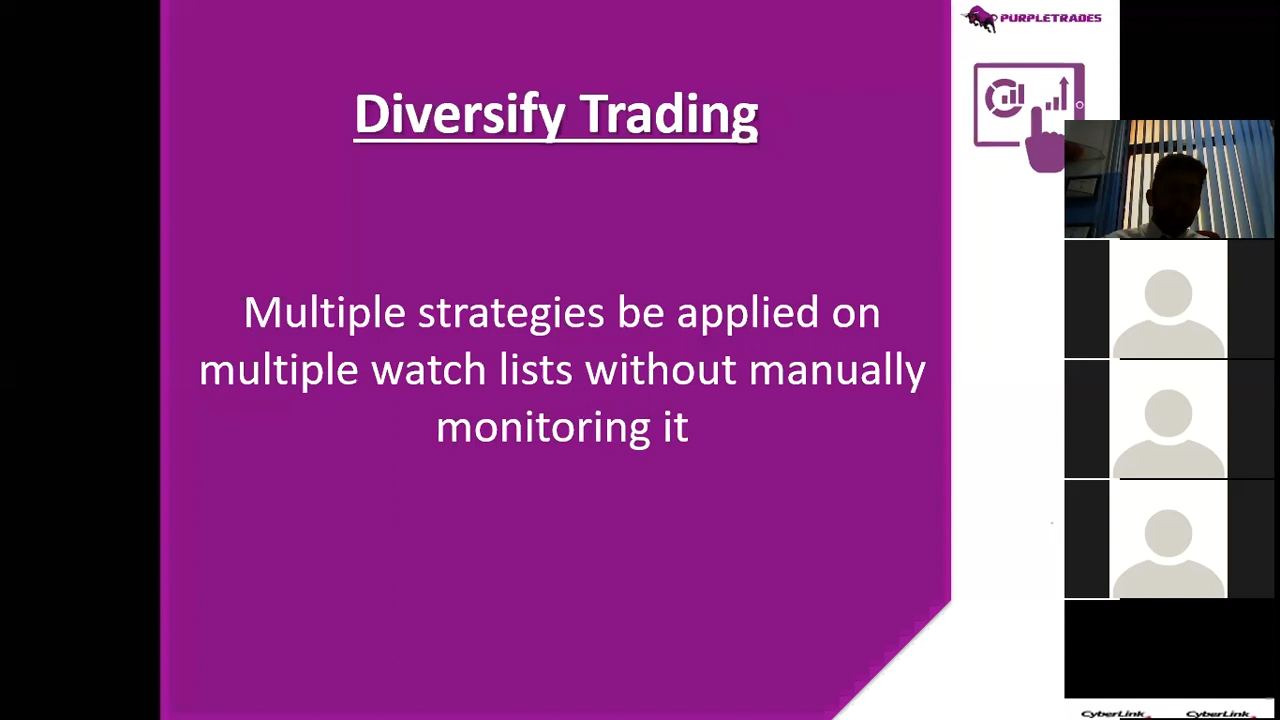 PURPLETRADES
Diversify Trading
Multiple strategies be applied on
multiple watch lists without manually
monitoring it
CyberLink CyberLink